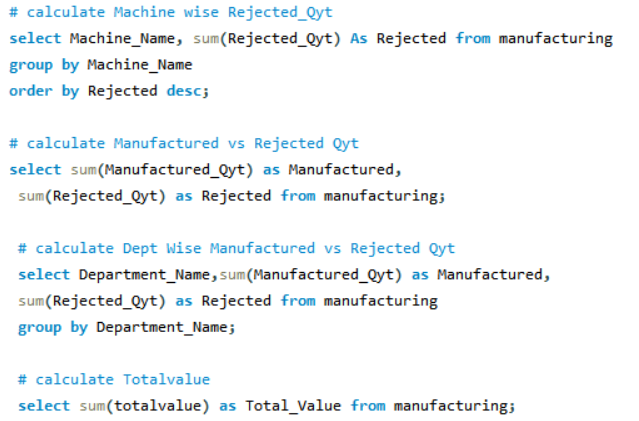 # calculate Machine wise Rejected_Qyt
select Machine_Name, sum(Rejected_Qyt) As Rejected from manufacturing
group by Machine_Name
order by Rejected desc;
# calculate Manufactured vs Rejected Qyt
select sum(Manufactured_Qyt) as Manufactured,
sum(Rejected_Qyt) as Rejected from manufacturing;
# calculate Dept Wise Manufactured vs Rejected Qyt
select Department_Name,sum(Manufactured_Qyt) as Manufactured,
sum(Rejected_Qyt) as Rejected from manufacturing
group by Department_Name;
# calculate Totalvalue
select sum(totalvalue) as Total_Value from manufacturing;